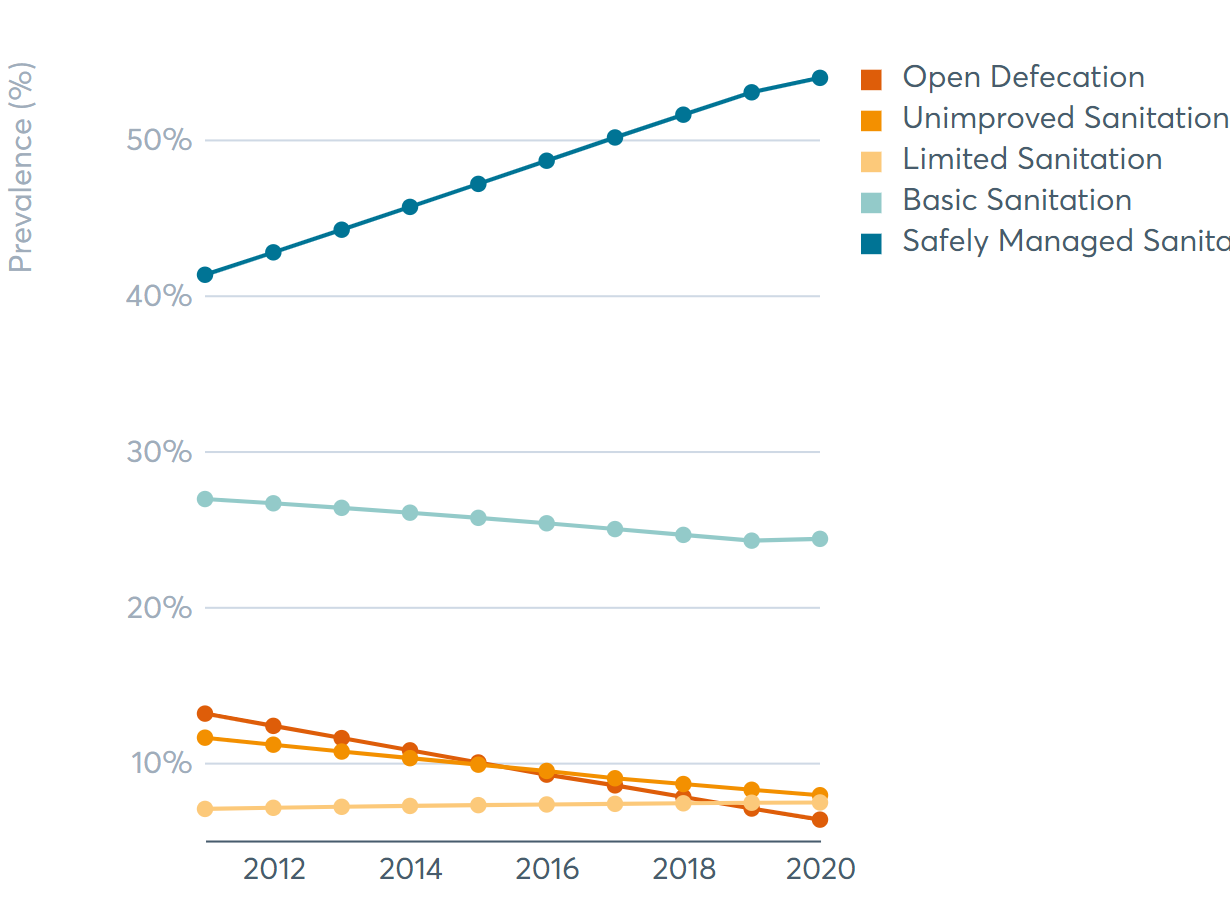 Prevalence (%)
50%
40%
30%
20%
10%
2012 2014 2016 2018 2020
Open Defecation
Unimproved Sanitation
Limited Sanitation
Basic Sanitation
Safely Managed Sanita